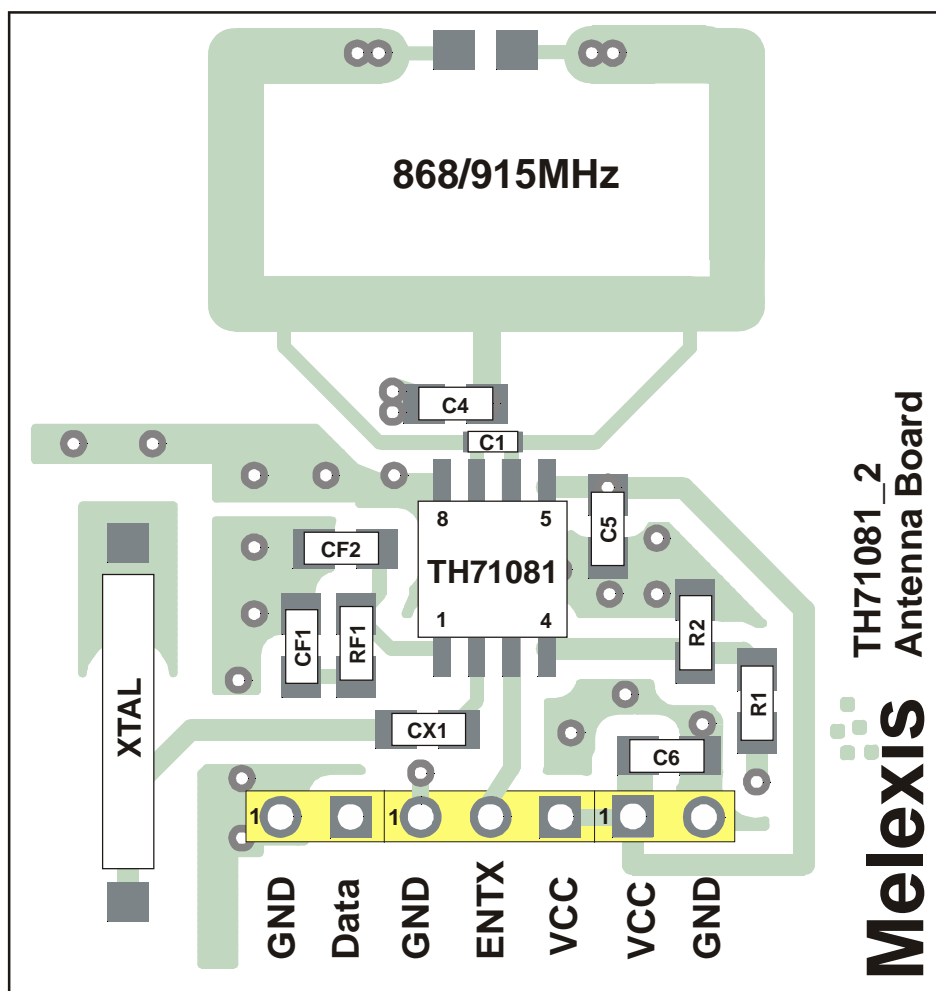 868/915MHz
C4
C1
8
5
C5
CF2
TH71081
1
4
CF1
RF1
R2
R1
XTAL
CX1
C6
1
1
1
GND
Data
GND
ENTX
VCC
VCC
GND
TH71081_2
Antenna Board
Melexis